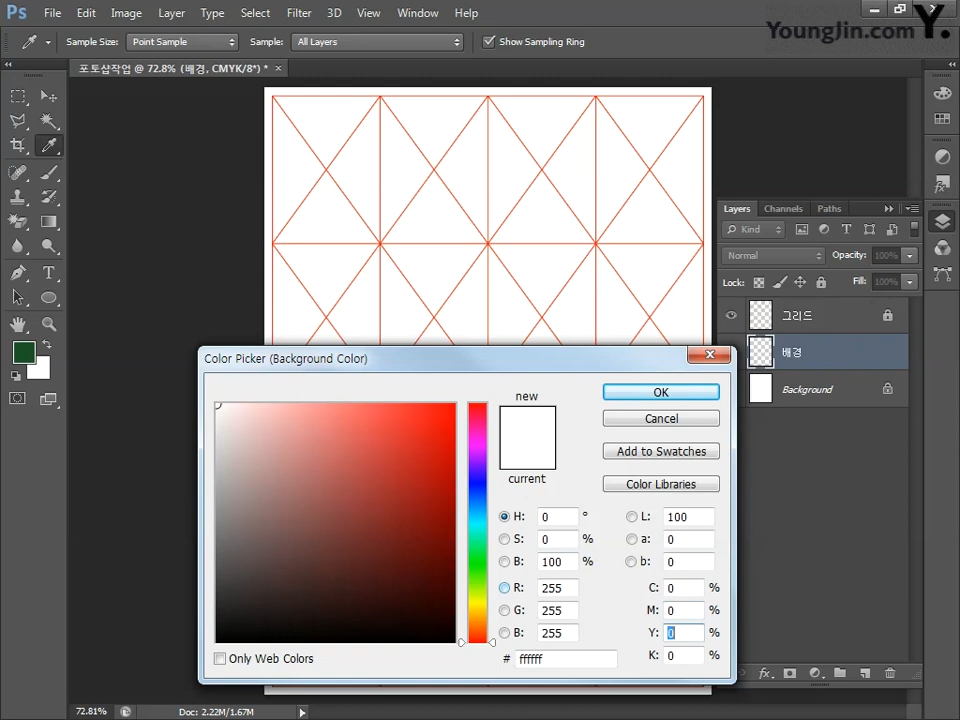 Ps File Edit Image Layer Type Select Filter 3D View Window Help
YoungJin.com Y.
Sample Size: Point Sample Sample: All Layers Show Sampling Ring
포토샵작업 @ 72.8% (배경, CMYK/8*) * ×
Layers Channels Paths
Kind
Normal Opacity: 100%
Lock: Fill: 100%
그리드
배경
Background
Color Picker (Background Color)
new
current
OK
Cancel
Add to Swatches
Color Libraries
H: 0 ° L: 100
S: 0 % a: 0
B: 100 % b: 0
R: 255 C: 0 %
G: 255 M: 0 %
B: 255 Y: 0 %
# ffffff K: 0 %
Only Web Colors
72.81% Doc: 2.22M/1.67M